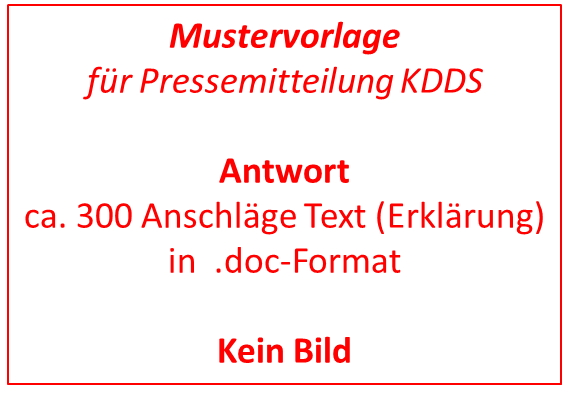 Mustervorlage
für Pressemitteilung KDDS
Antwort
ca. 300 Anschläge Text (Erklärung)
in .doc-Format
Kein Bild